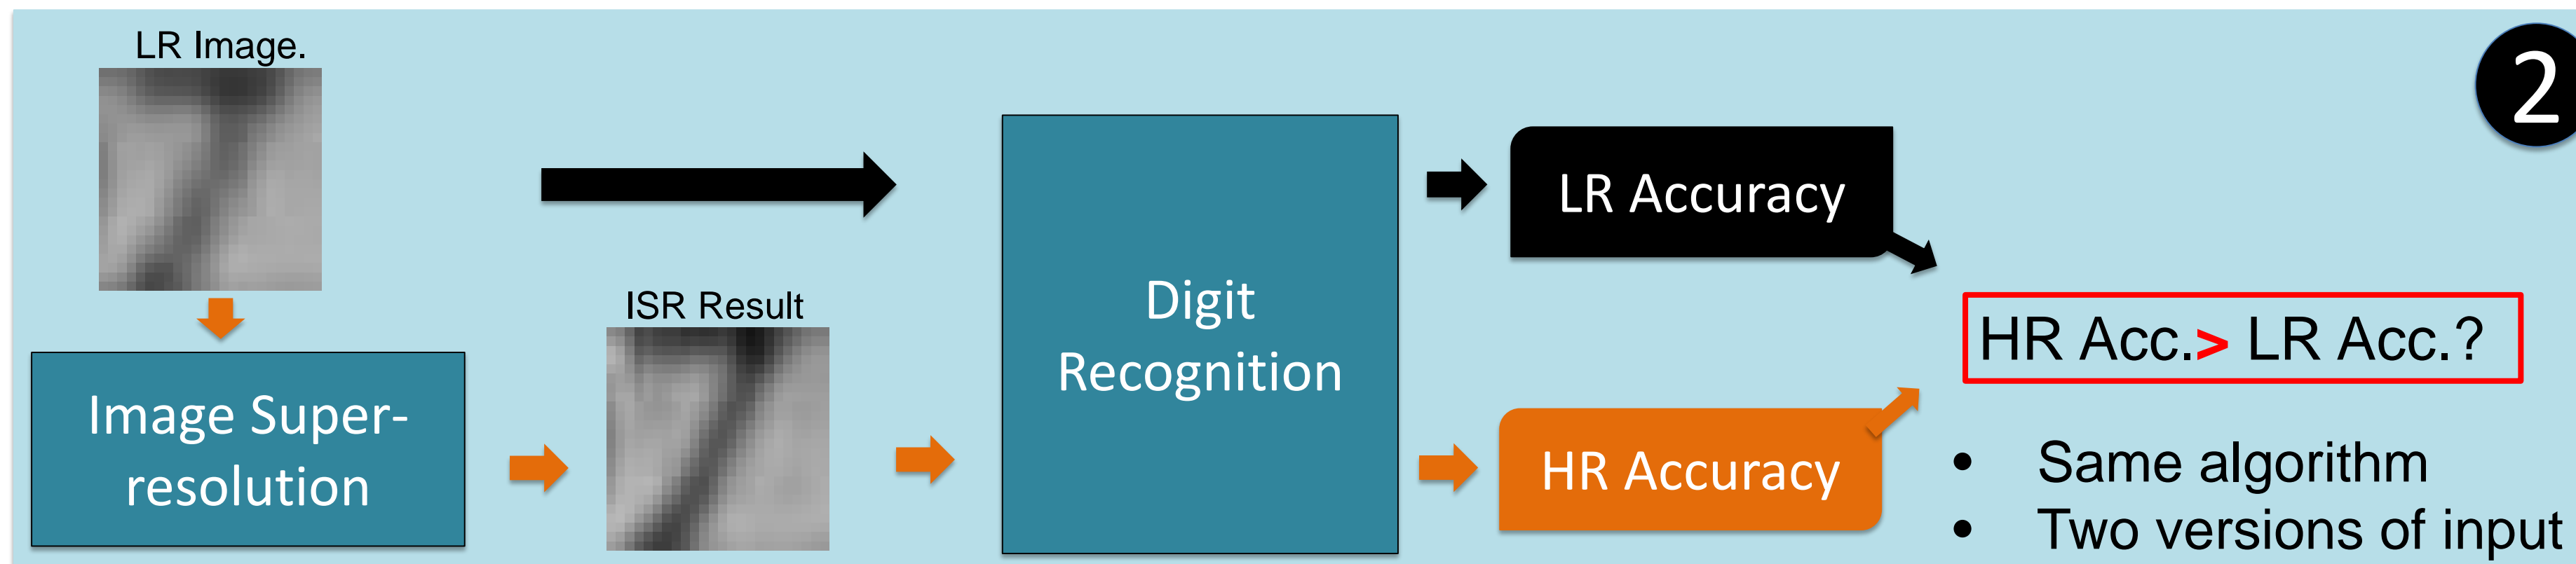 LR Image.
2
Image Super-
resolution
ISR Result
Digit
Recognition
LR Accuracy
HR Accuracy
HR Acc.> LR Acc.?
• Same algorithm
• Two versions of input